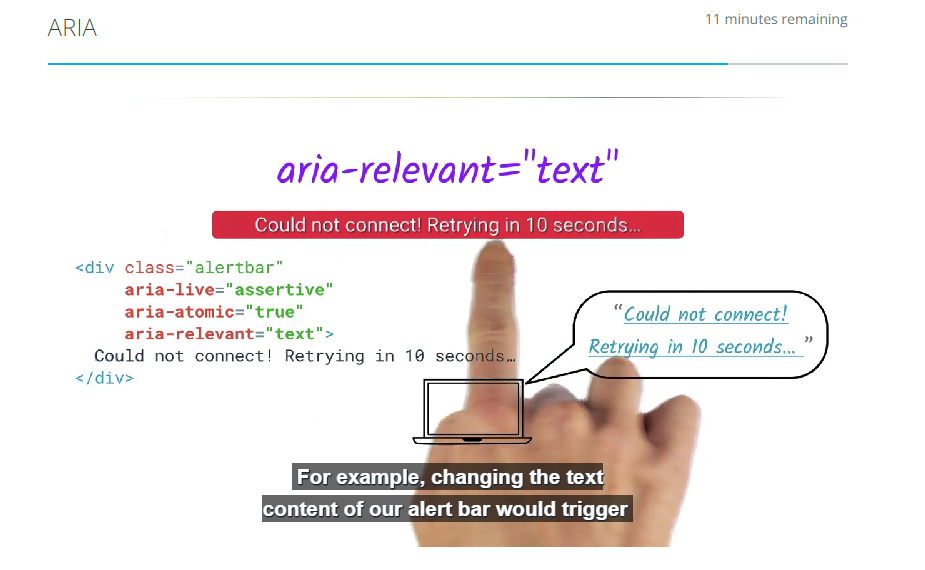 ARIA
11 minutes remaining
aria-relevant="text"
Could not connect! Retrying in 10 seconds...
<div class="alertbar"
aria-live="assertive"
aria-atomic="true"
aria-relevant="text">
Could not connect! Retrying in 10 seconds...
</div>
“Could not connect!
Retrying in 10 seconds... ”
For example, changing the text
content of our alert bar would trigger